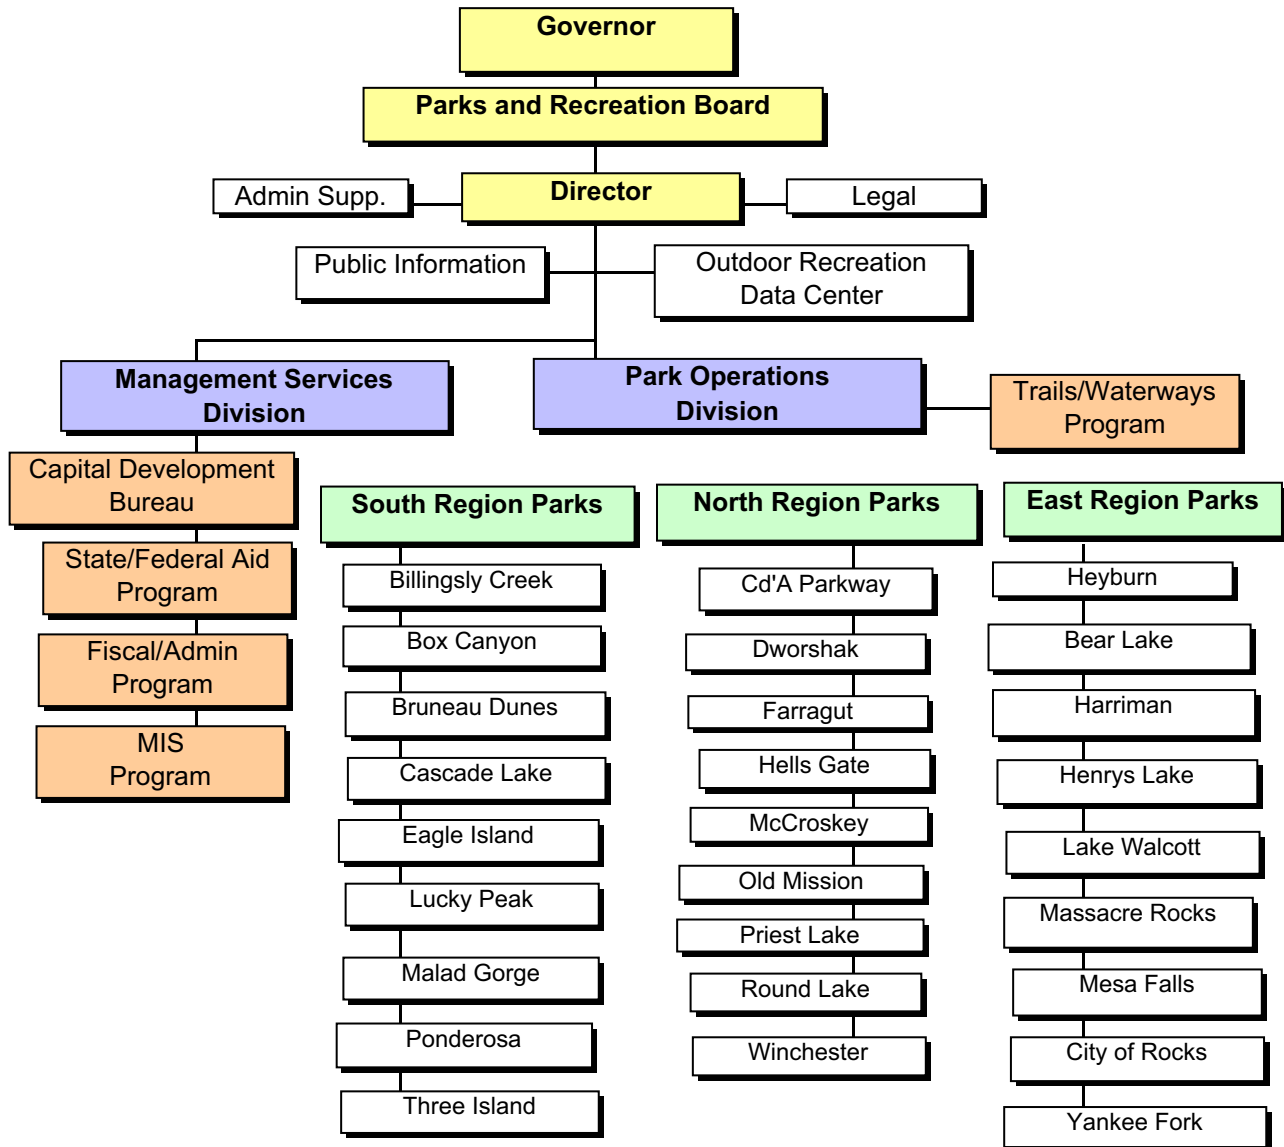 Governor
Parks and Recreation Board
Admin Supp.
Director
Legal
Public Information
Outdoor Recreation
Data Center
Management Services
Division
Park Operations
Division
Trails/Waterways
Program
Capital Development
Bureau
State/Federal Aid
Program
Fiscal/Admin
Program
MIS
Program
South Region Parks
Billingsly Creek
Box Canyon
Bruneau Dunes
Cascade Lake
Eagle Island
Lucky Peak
Malad Gorge
Ponderosa
Three Island
North Region Parks
Cd'A Parkway
Dworshak
Farragut
Hells Gate
McCroskey
Old Mission
Priest Lake
Round Lake
Winchester
East Region Parks
Heyburn
Bear Lake
Harriman
Henrys Lake
Lake Walcott
Massacre Rocks
Mesa Falls
City of Rocks
Yankee Fork